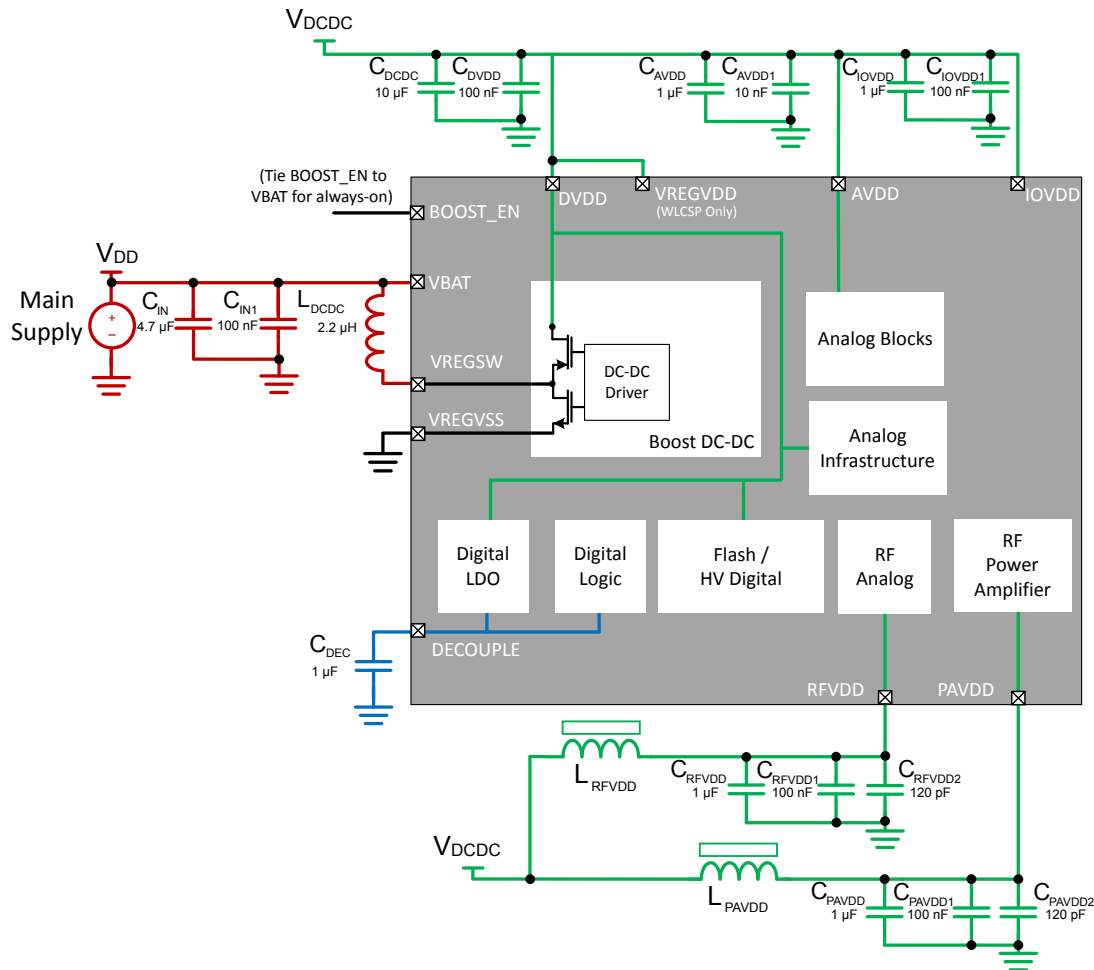 VDCDC
CDCDC
10 µF
CDVDD
100 nF
CAVDD
1 µF
CAVDD1
10 nF
CIOVDD
1 µF
CIOVDD1
100 nF
(Tie BOOST_EN to
VBAT for always-on)
DVDD
VREGVDD
(WLCSP Only)
AVDD
IOVDD
BOOST_EN
VDD
VBAT
Main
Supply
+
−
CIN
4.7 µF
CIN1
100 nF
LDCDC
2.2 µH
VREGSW
VREGVSS
DC-DC
Driver
Boost DC-DC
Analog Blocks
Analog
Infrastructure
Digital
LDO
Digital
Logic
Flash /
HV Digital
RF
Analog
RF
Power
Amplifier
DECOUPLE
CDEC
1 µF
RFVDD
PAVDD
LRFVDD
CRFVDD
1 µF
CRFVDD1
100 nF
CRFVDD2
120 pF
VDCDC
LPAVDD
CPAVDD
1 µF
CPAVDD1
100 nF
CPAVDD2
120 pF